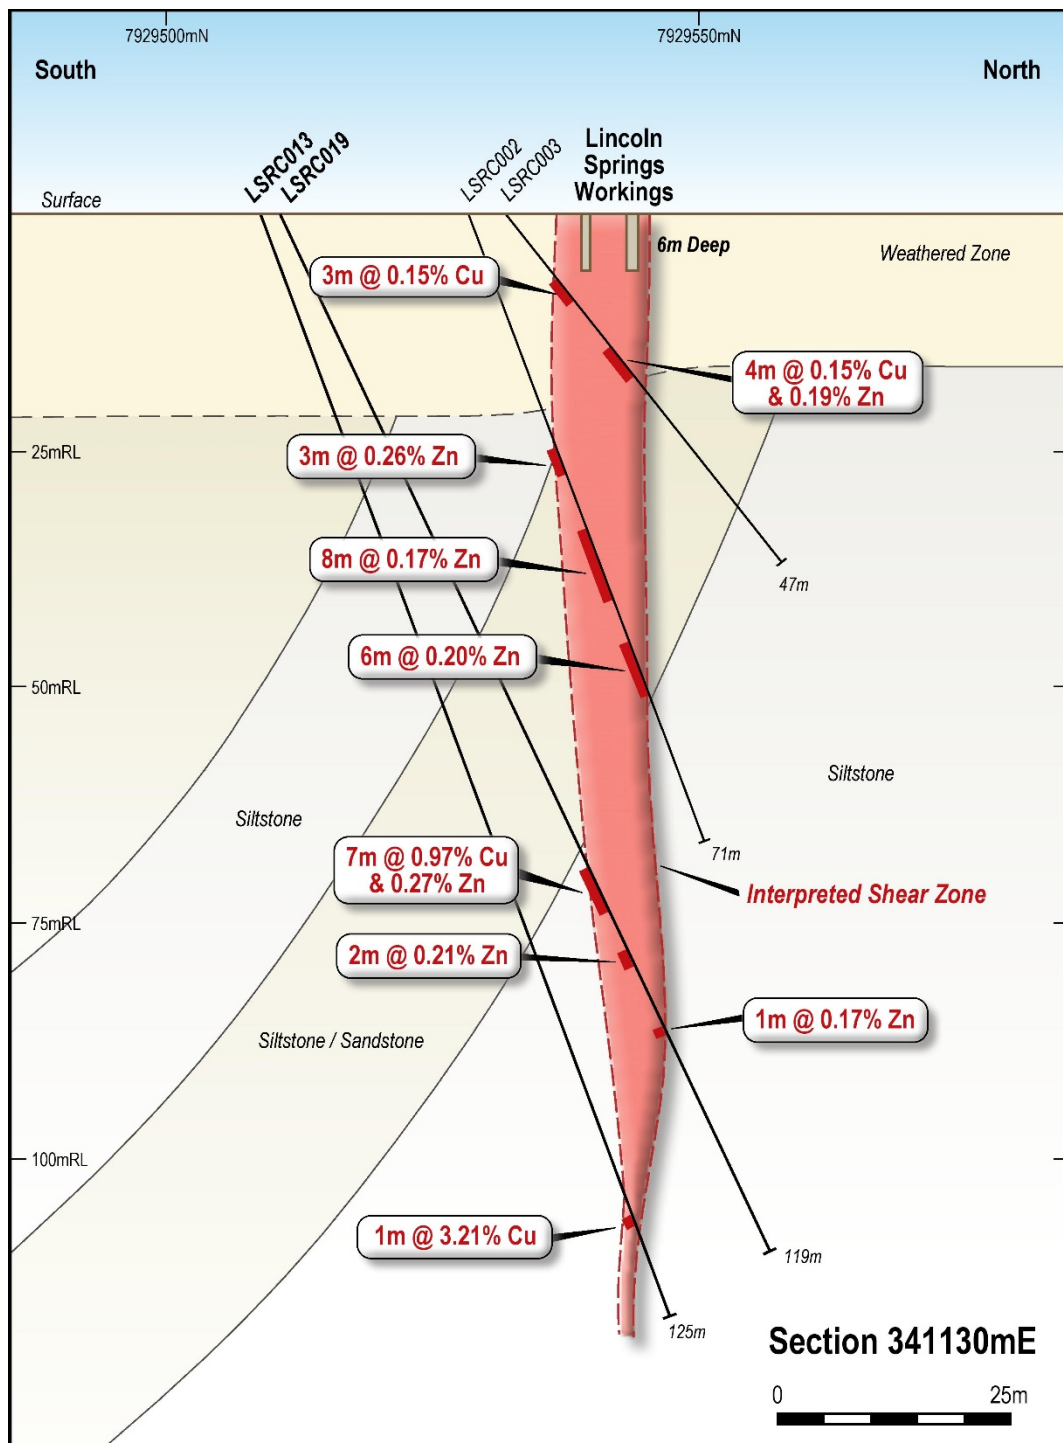 7929500mN
7929550mN
South
North
LSRC013
LSRC019
LSRC002
LSRC003
Lincoln
Springs
Workings
Surface
6m Deep
Weathered Zone
3m @ 0.15% Cu
4m @ 0.15% Cu
& 0.19% Zn
25mRL
3m @ 0.26% Zn
8m @ 0.17% Zn
47m
6m @ 0.20% Zn
50mRL
Siltstone
Siltstone
71m
7m @ 0.97% Cu
& 0.27% Zn
Interpreted Shear Zone
75mRL
2m @ 0.21% Zn
1m @ 0.17% Zn
Siltstone / Sandstone
100mRL
1m @ 3.21% Cu
119m
125m
Section 341130mE
0
25m